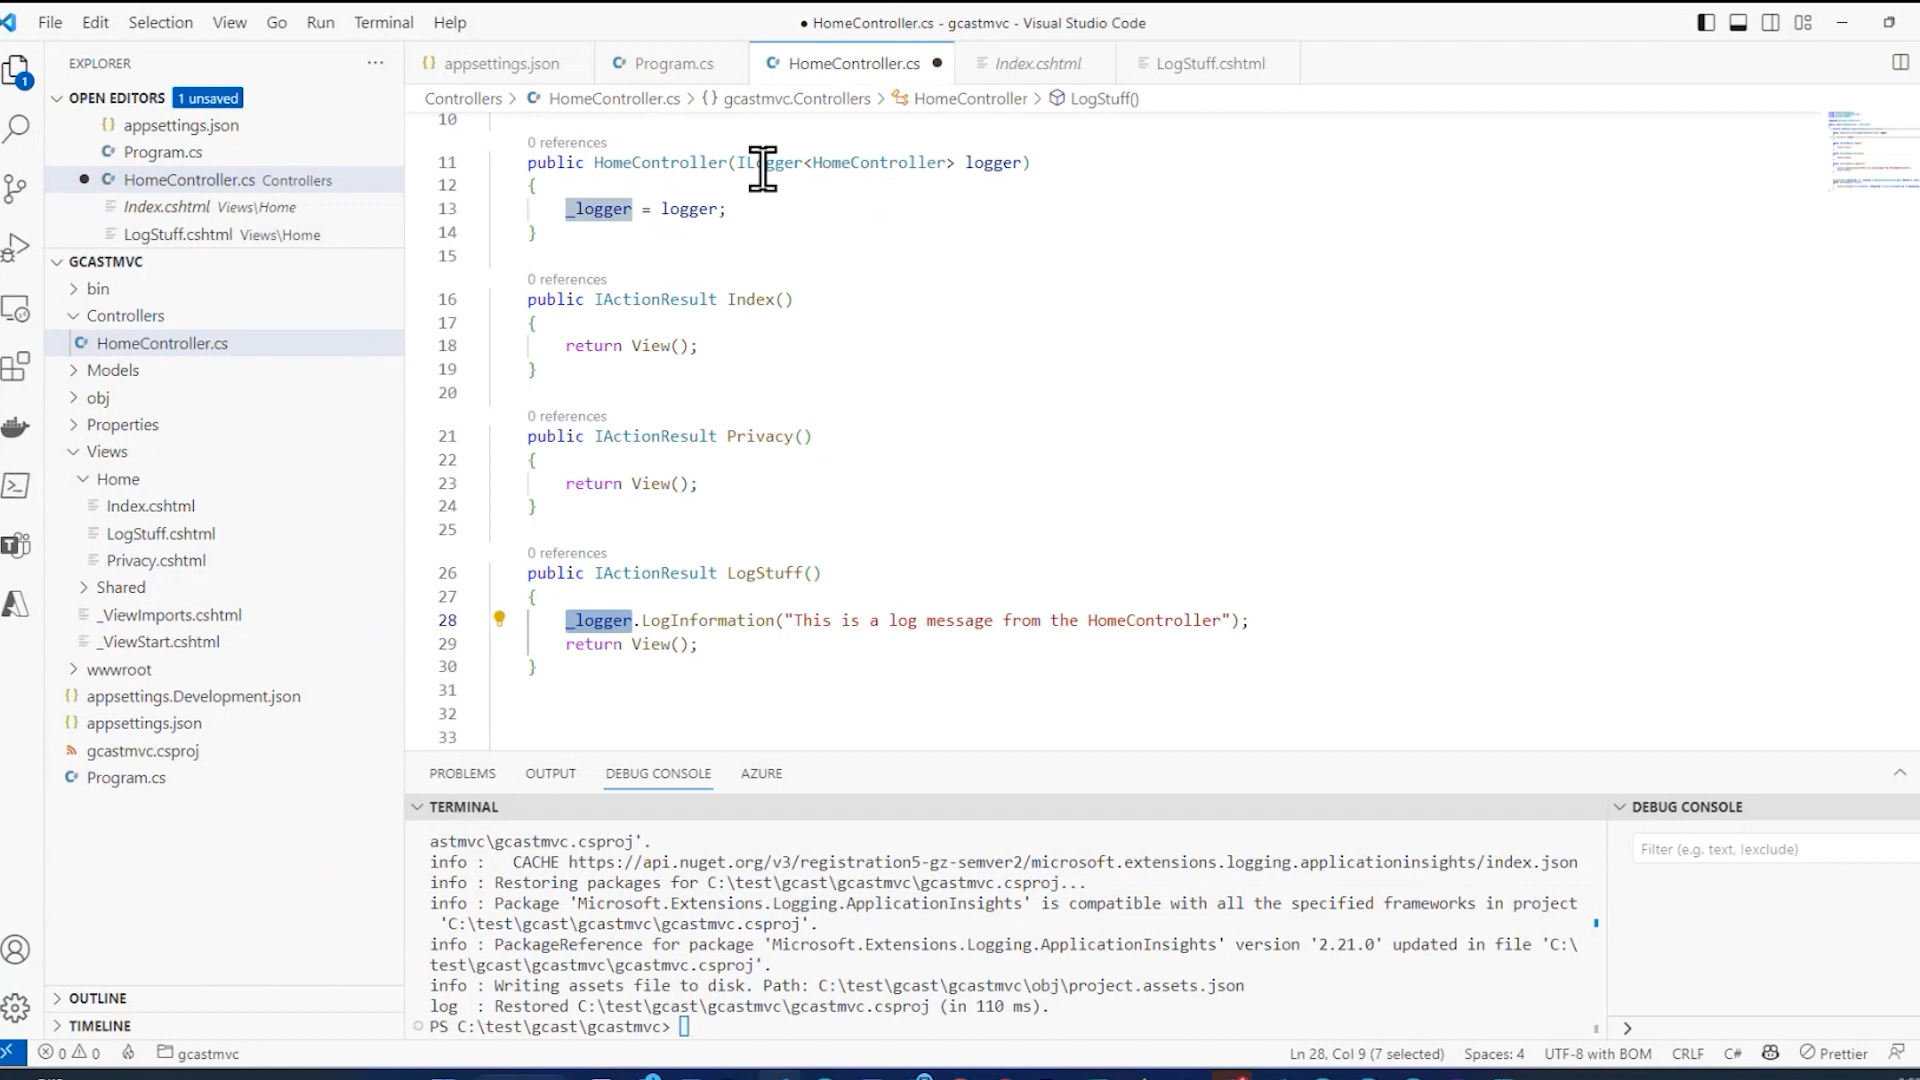 File Edit Selection View Go Run Terminal Help
● HomeController.cs - gcastmvc - Visual Studio Code
EXPLORER
OPEN EDITORS 1 unsaved
appsettings.json
Program.cs
HomeController.cs Controllers
Index.cshtml Views\Home
LogStuff.cshtml Views\Home
GCASTMVC
bin
Controllers
HomeController.cs
Models
obj
Properties
Views
Home
Index.cshtml
LogStuff.cshtml
Privacy.cshtml
Shared
_ViewImports.cshtml
_ViewStart.cshtml
wwwroot
appsettings.Development.json
appsettings.json
gcastmvc.csproj
Program.cs
OUTLINE
TIMELINE
1
appsettings.json Program.cs HomeController.cs ● Index.cshtml LogStuff.cshtml
Controllers > HomeController.cs > {} gcastmvc.Controllers > HomeController > LogStuff()
10
0 references
11 public HomeController(ILogger<HomeController> logger)
12 {
13 _logger = logger;
14 }
15
0 references
16 public IActionResult Index()
17 {
18 return View();
19 }
20
0 references
21 public IActionResult Privacy()
22 {
23 return View();
24 }
25
0 references
26 public IActionResult LogStuff()
27 {
28 _logger.LogInformation("This is a log message from the HomeController");
29 return View();
30 }
31
32
33
PROBLEMS OUTPUT DEBUG CONSOLE AZURE
TERMINAL
astmvc\gcastmvc.csproj'.
info :   CACHE https://api.nuget.org/v3/registration5-gz-semver2/microsoft.extensions.logging.applicationinsights/index.json
info : Restoring packages for C:\test\gcast\gcastmvc\gcastmvc.csproj...
info : Package 'Microsoft.Extensions.Logging.ApplicationInsights' is compatible with all the specified frameworks in project
'C:\test\gcast\gcastmvc\gcastmvc.csproj'.
info : PackageReference for package 'Microsoft.Extensions.Logging.ApplicationInsights' version '2.21.0' updated in file 'C:\
test\gcast\gcastmvc\gcastmvc.csproj'.
info : Writing assets file to disk. Path: C:\test\gcast\gcastmvc\obj\project.assets.json
log  : Restored C:\test\gcast\gcastmvc\gcastmvc.csproj (in 110 ms).
PS C:\test\gcast\gcastmvc>
DEBUG CONSOLE
Filter (e.g. text, !exclude)
0 0 gcastmvc
Ln 28, Col 9 (7 selected) Spaces: 4 UTF-8 with BOM CRLF C# Prettier